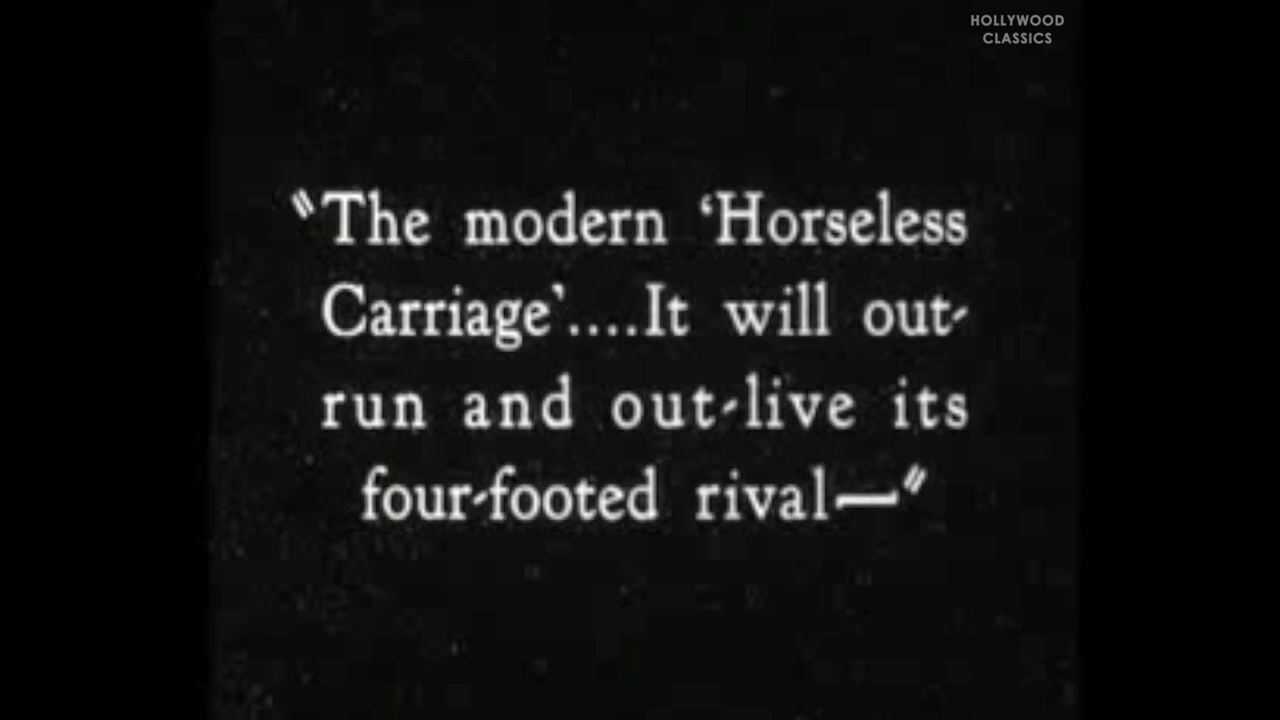 HOLLYWOOD
CLASSICS
"The modern ‘Horseless
Carriage’....It will out-
run and out-live its
four-footed rival—"